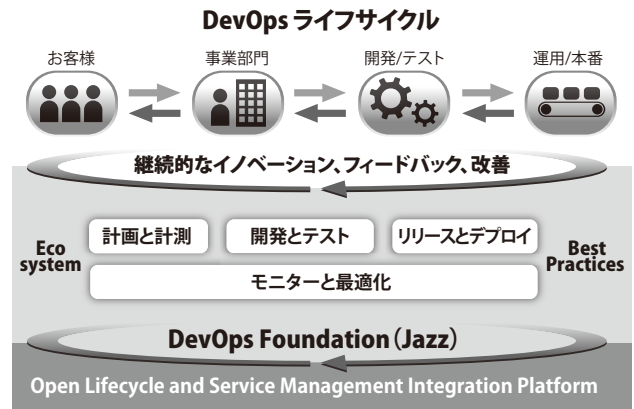 DevOps ライフサイクル
お客様
事業部門
開発/テスト
運用/本番
継続的なイノベーション、フィードバック、改善
Eco
system
計画と計測
開発とテスト
リリースとデプロイ
モニターと最適化
Best
Practices
DevOps Foundation（Jazz）
Open Lifecycle and Service Management Integration Platform